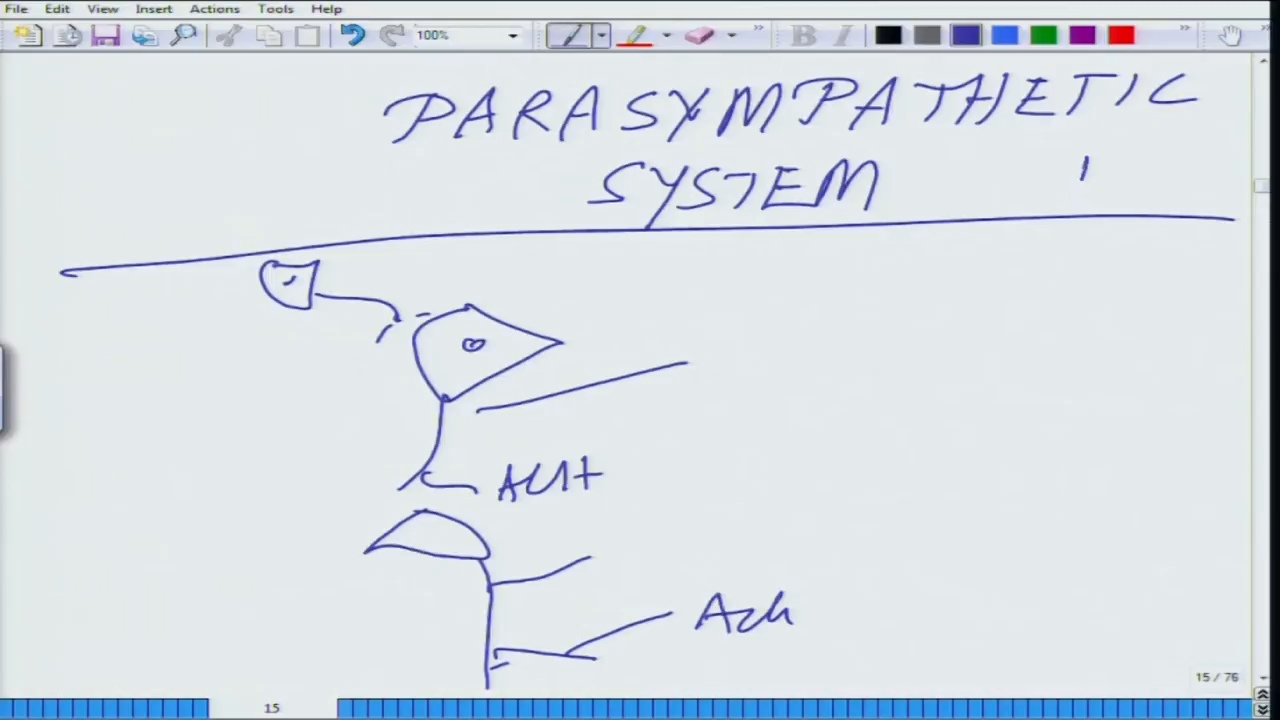 File Edit View Insert Actions Tools Help
100%
B I
PARASYMPATHETIC
SYSTEM
ACH
Ach
15 / 76
15